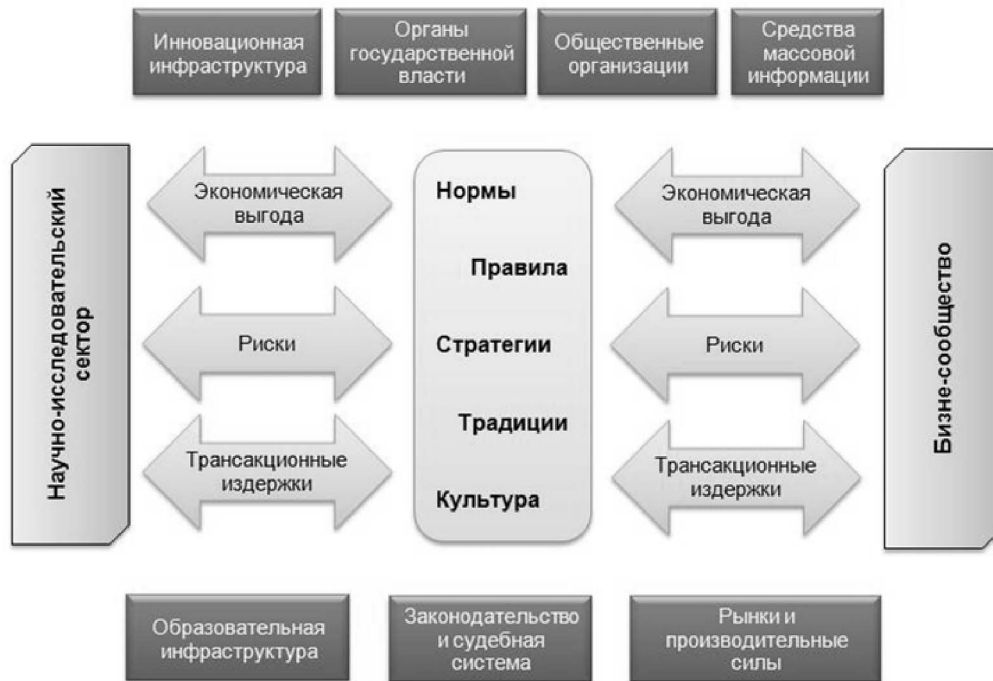 Инновационная
инфраструктура
Органы
государственной
власти
Общественные
организации
Средства
массовой
информации
Научно-исследовательский
сектор
Экономическая
выгода
Риски
Трансакционные
издержки
Нормы
Правила
Стратегии
Традиции
Культура
Экономическая
выгода
Риски
Трансакционные
издержки
Бизне-сообщество
Образовательная
инфраструктура
Законодательство
и судебная
система
Рынки и
производительные
силы